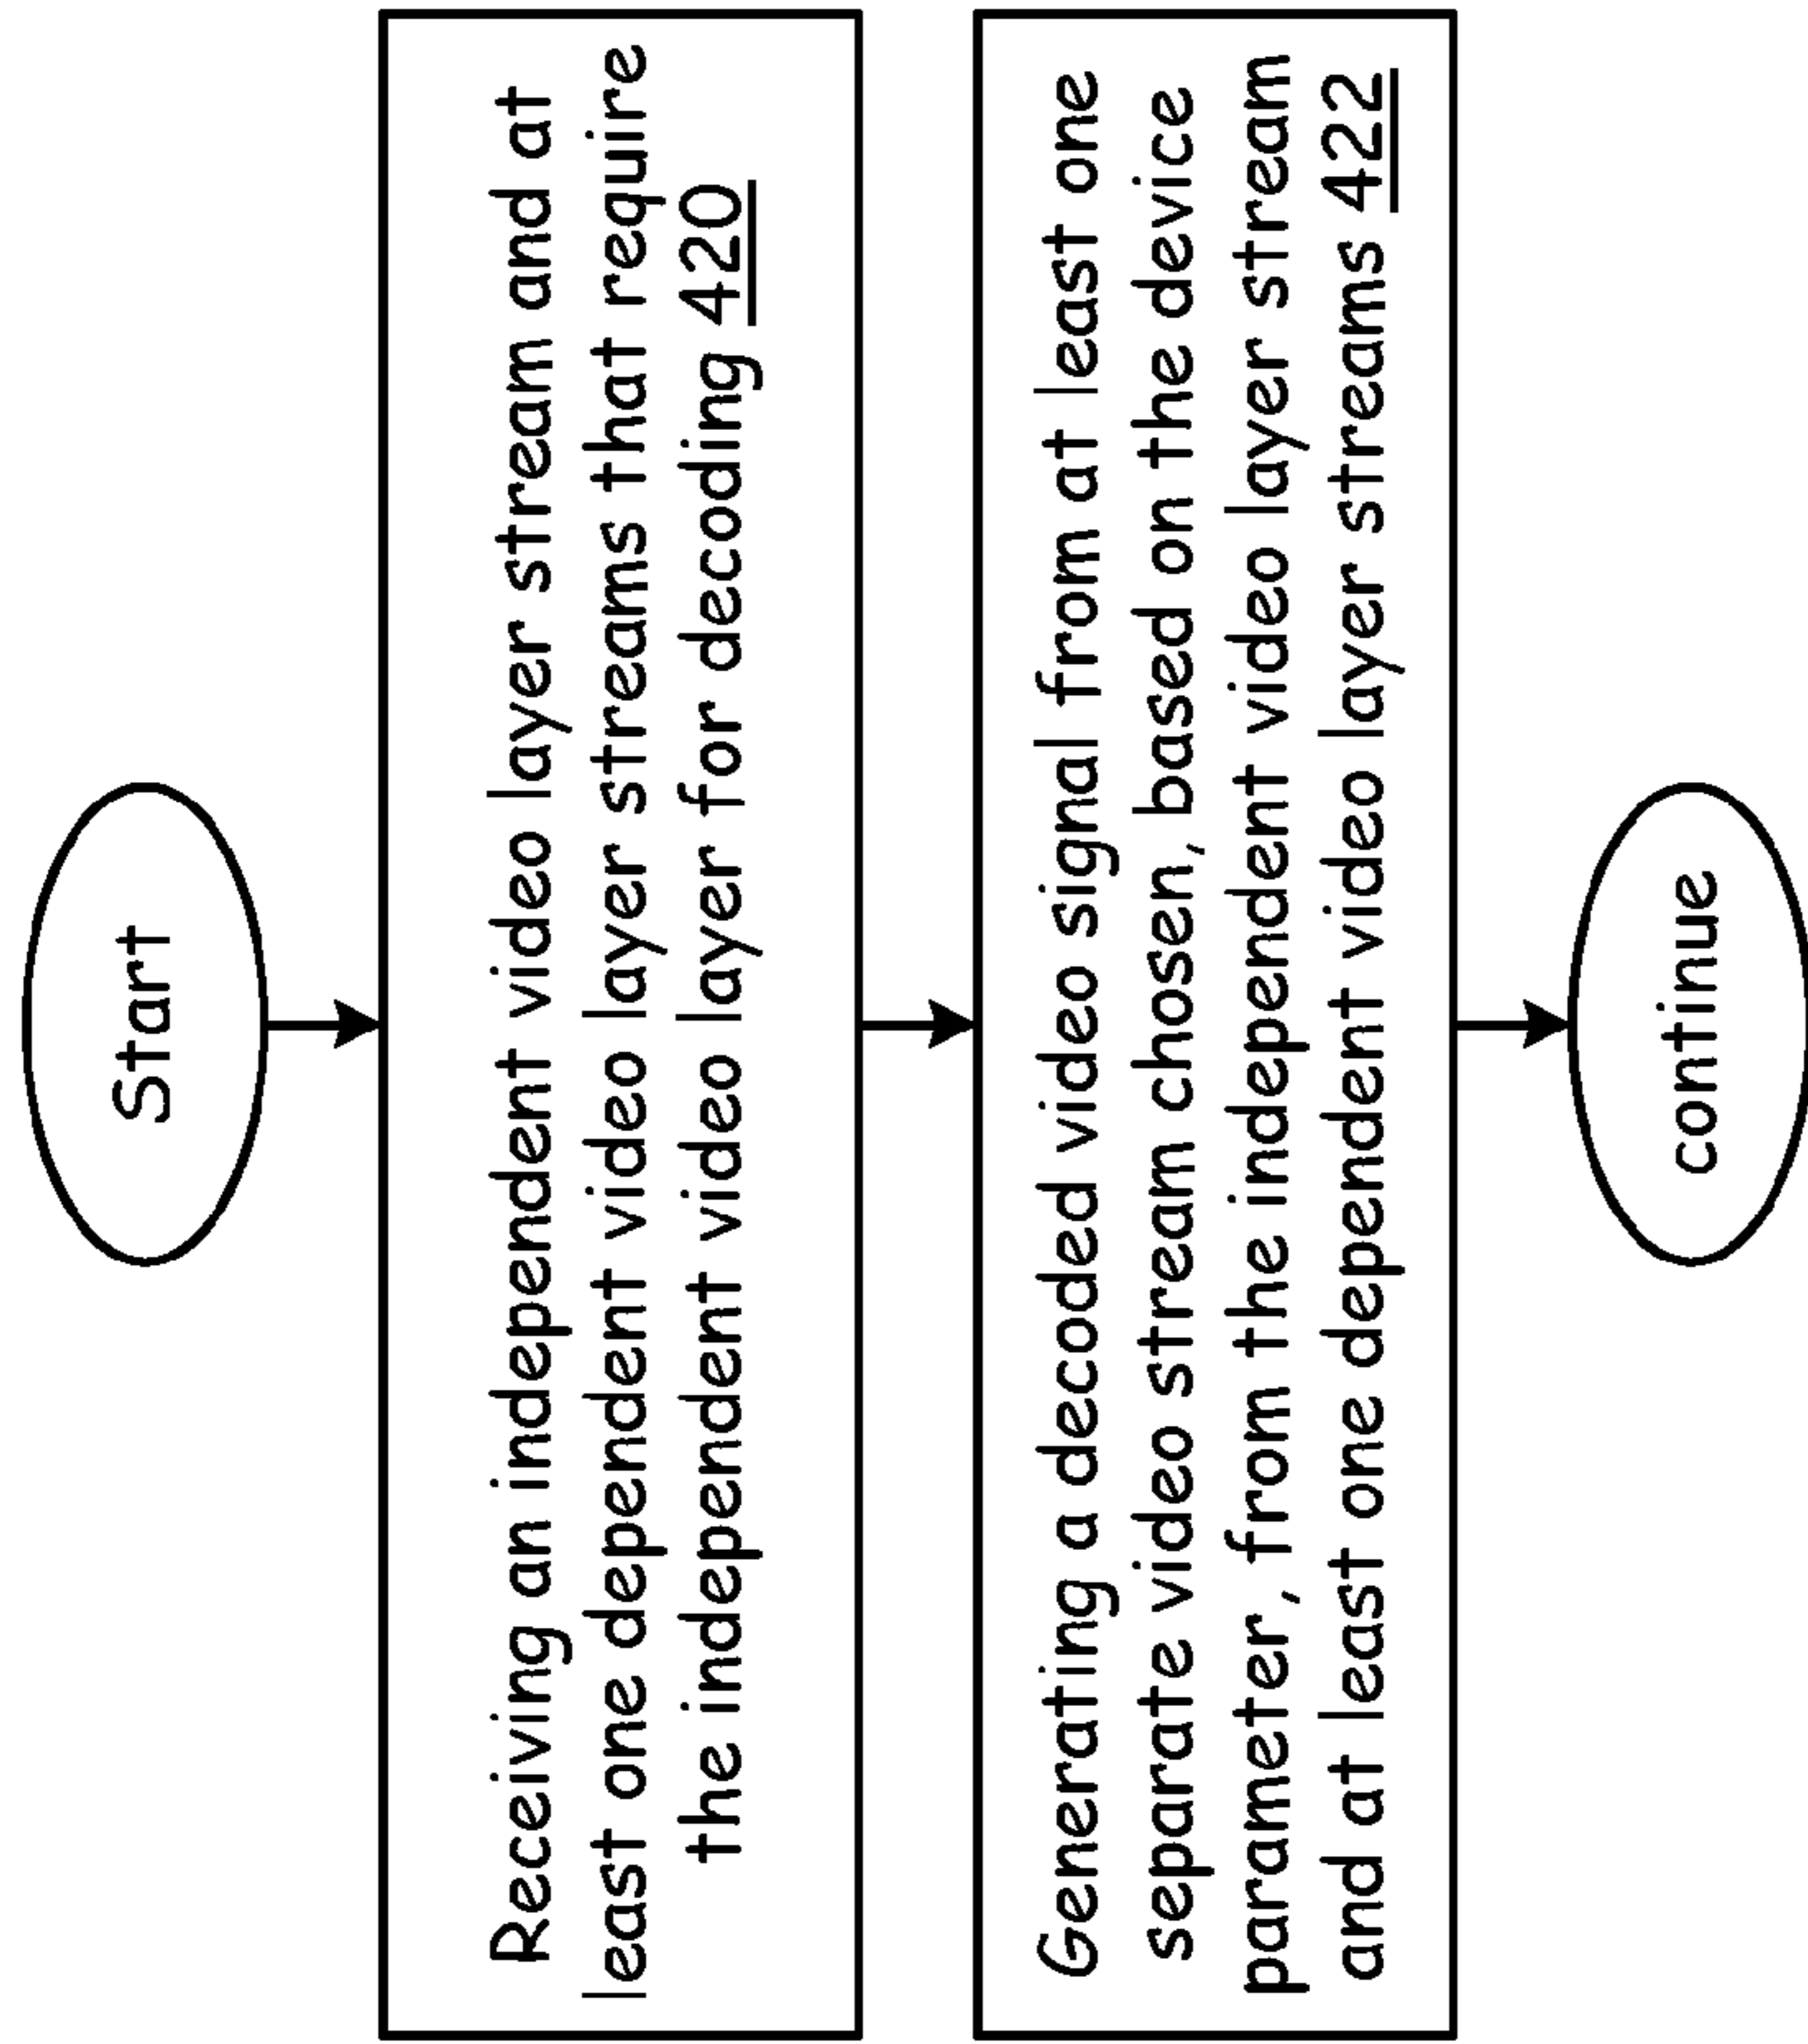 Start
Receiving an independent video layer stream and at
least one dependent video layer streams that require
the independent video layer for decoding 420
Generating a decoded video signal from at least one
separate video stream chosen, based on the device
parameter, from the independent video layer stream
and at least one dependent video layer streams 422
continue